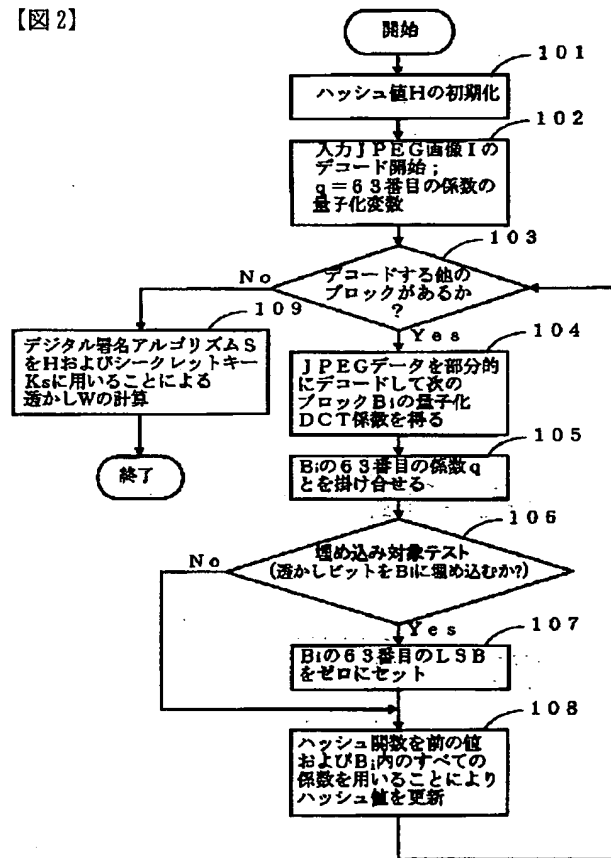 【図2】
開始
101
ハッシュ値Hの初期化
102
入力JPEG画像Iの
デコード開始;
q=63番目の係数の
量子化変数
103
デコードする他の
ブロックがあるか
?
No
Yes
109
デジタル署名アルゴリズムS
をHおよびシークレットキー
Ksに用いることによる
透かしWの計算
終了
104
JPEGデータを部分的
にデコードして次の
ブロックBiの量子化
DCT係数を得る
105
Biの63番目の係数q
とを掛け合せる
106
埋め込み対象テスト
(透かしビットをBiに埋め込むか?)
No
Yes
107
Biの63番目のLSB
をゼロにセット
108
ハッシュ関数を前の値
およびBi内のすべての
係数を用いることにより
ハッシュ値を更新